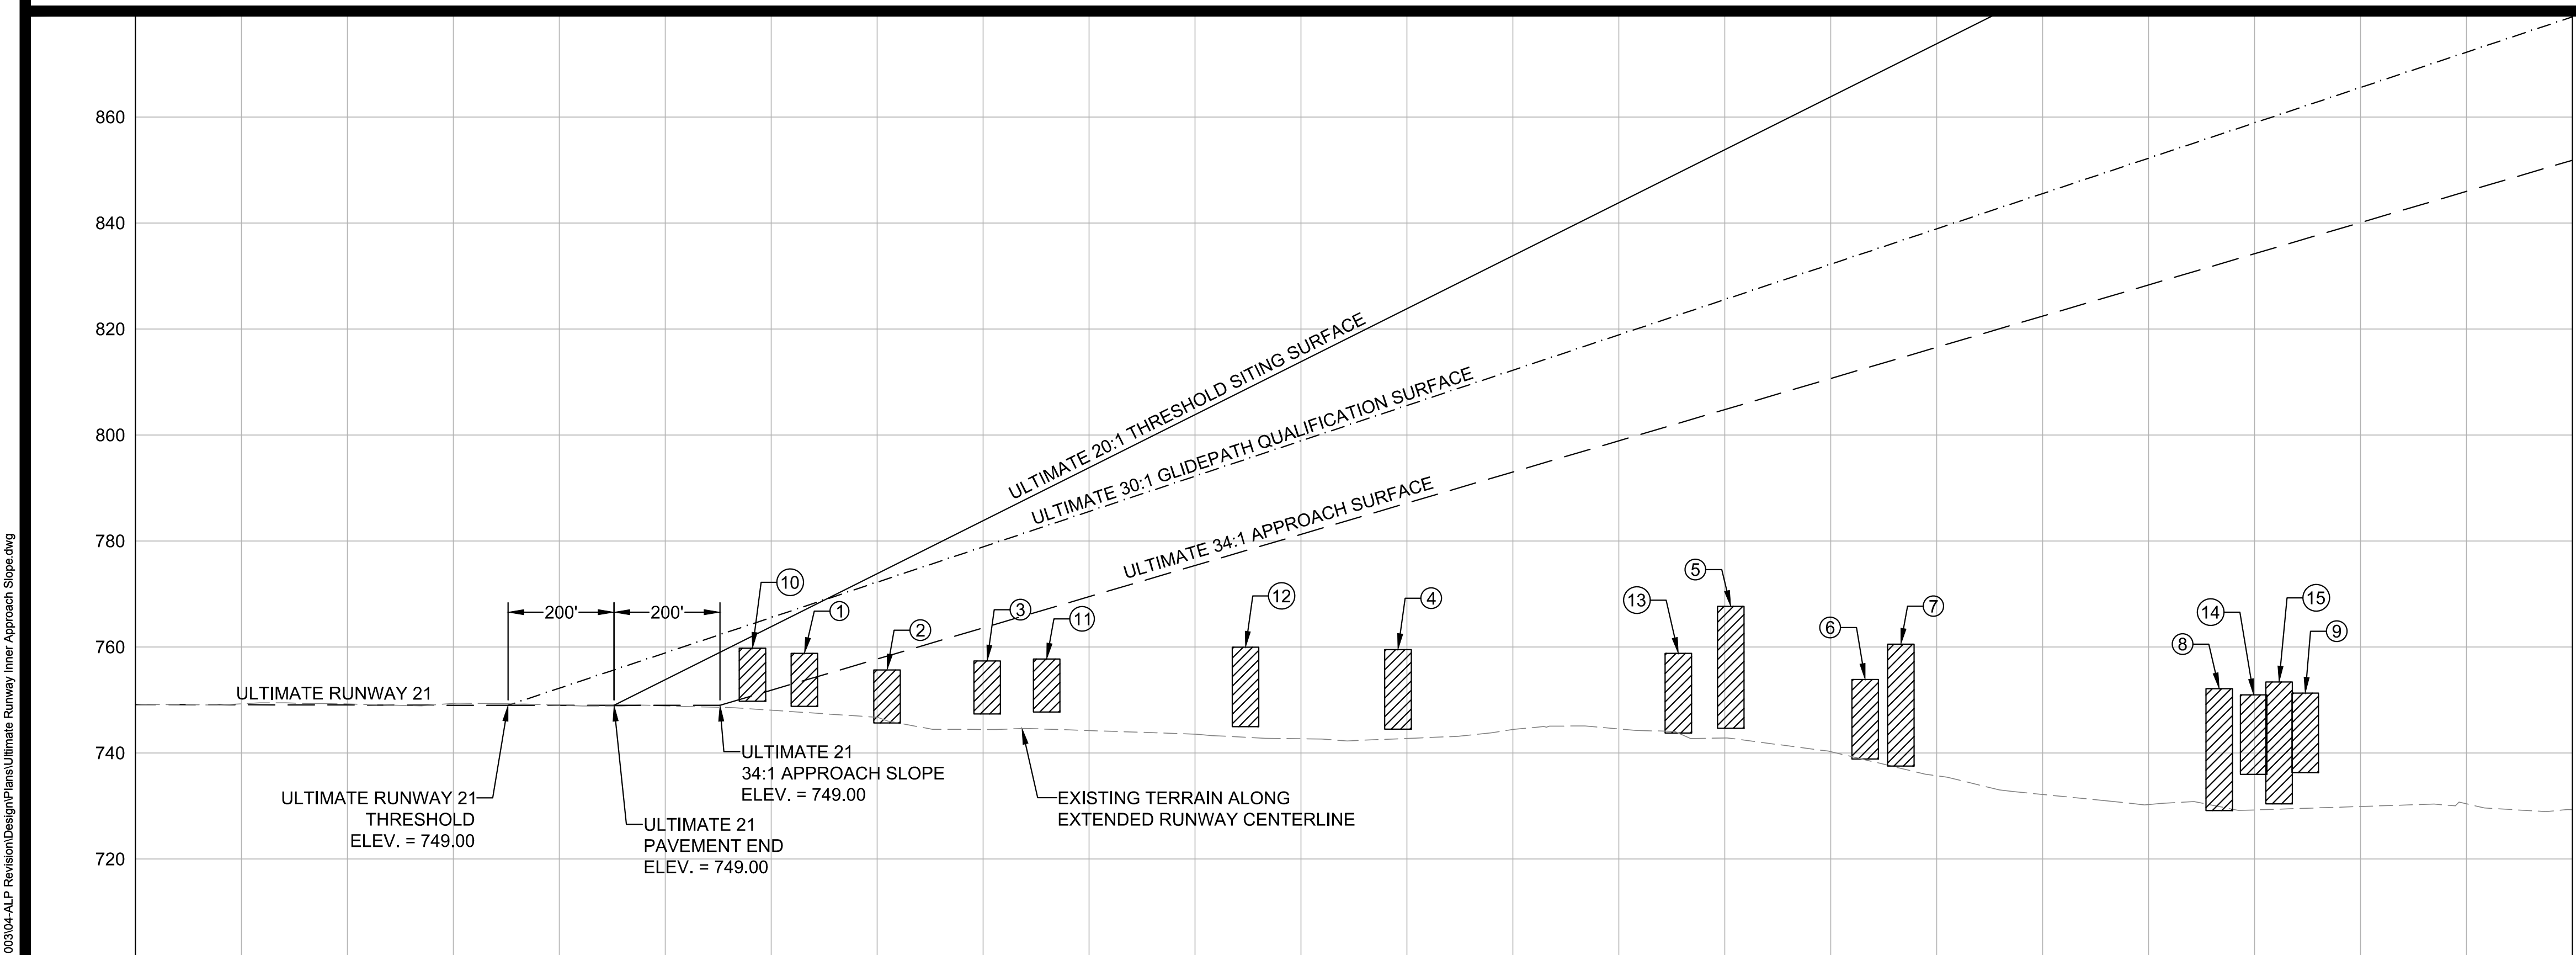 003\04-ALP Revision\Design\Plans\Ultimate Runway Inner Approach Slope.dwg
860
840
820
800
780
760
740
720
ULTIMATE 20:1 THRESHOLD SITING SURFACE
ULTIMATE 30:1 GLIDEPATH QUALIFICATION SURFACE
ULTIMATE 34:1 APPROACH SURFACE
200'
200'
ULTIMATE RUNWAY 21
10
1
2
3
11
12
4
13
5
6
7
8
14
15
9
ULTIMATE RUNWAY 21
THRESHOLD
ELEV. = 749.00
ULTIMATE 21
PAVEMENT END
ELEV. = 749.00
ULTIMATE 21
34:1 APPROACH SLOPE
ELEV. = 749.00
EXISTING TERRAIN ALONG
EXTENDED RUNWAY CENTERLINE